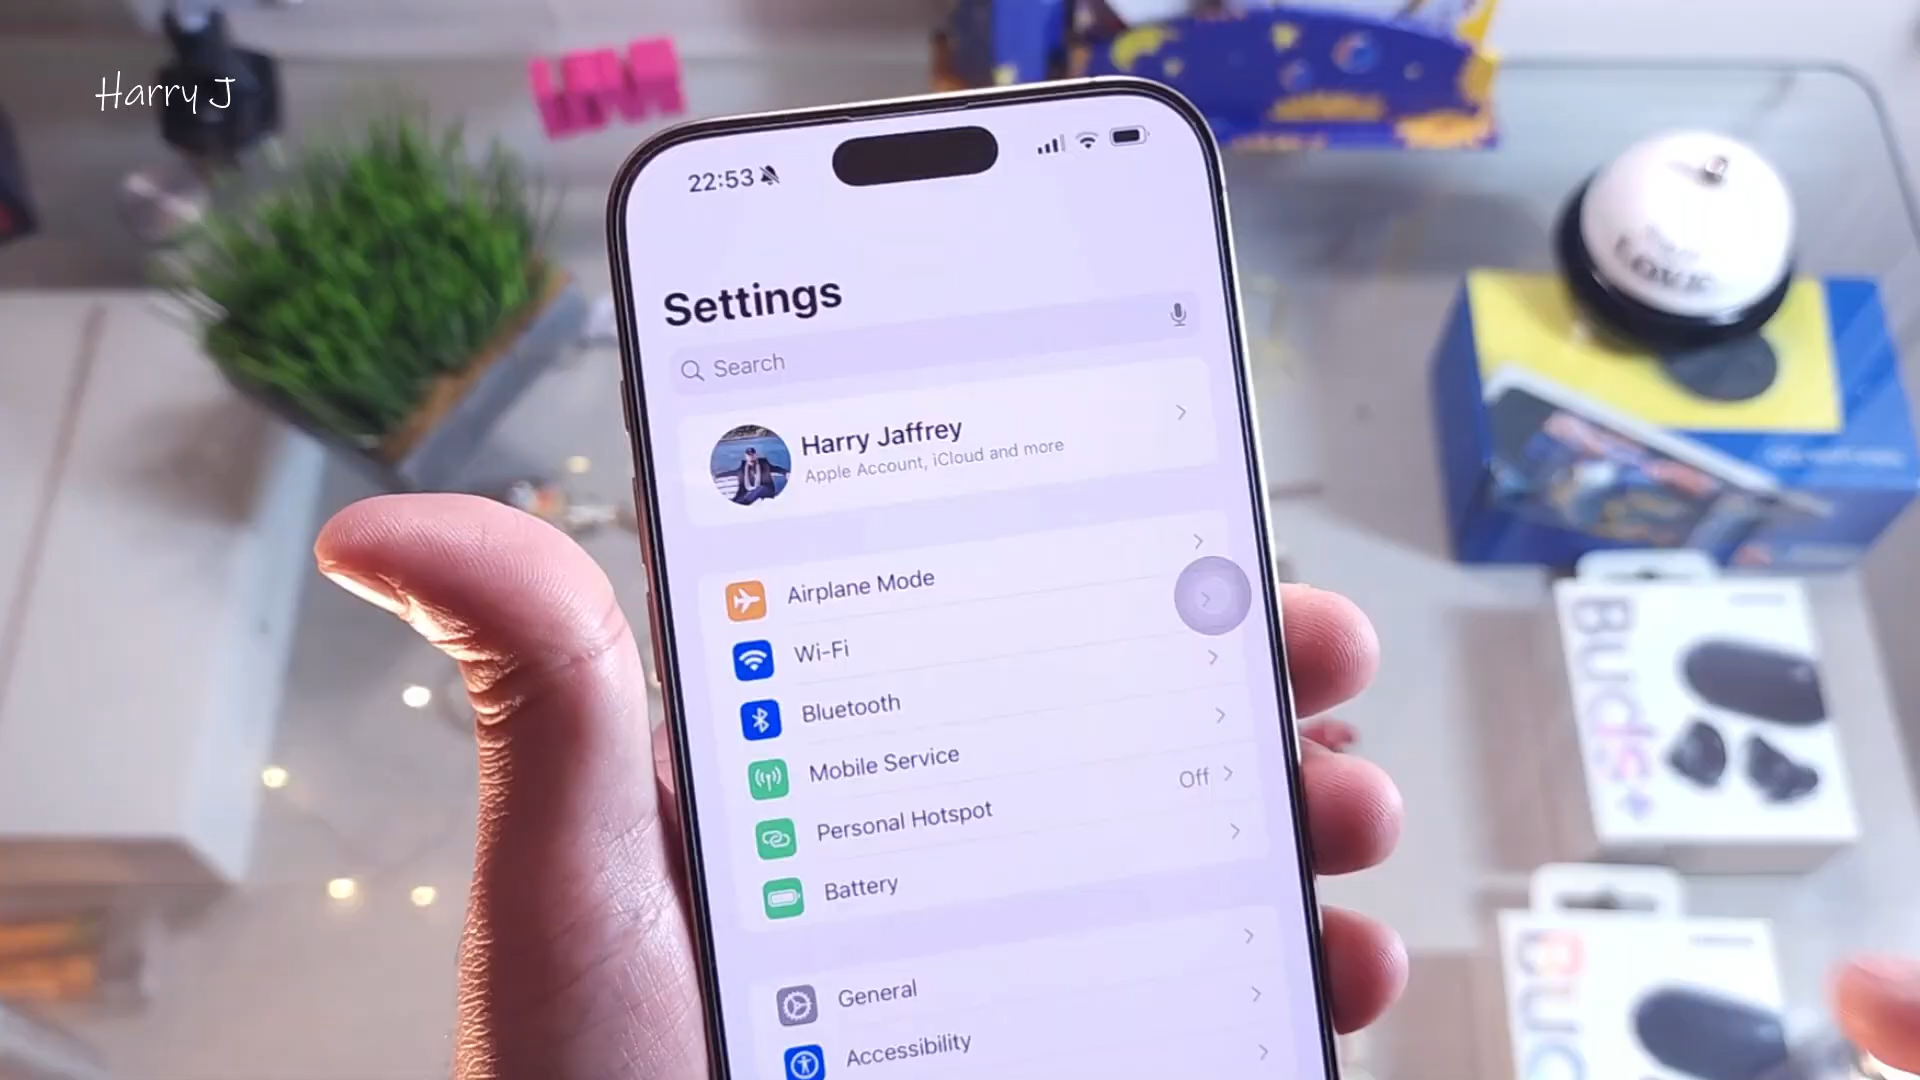 Harry J
22:53
Settings
Search
Harry Jaffrey
Apple Account, iCloud and more
Airplane Mode
Wi-Fi
Bluetooth
Mobile Service
Personal Hotspot Off
Battery
General
Accessibility
Buds+